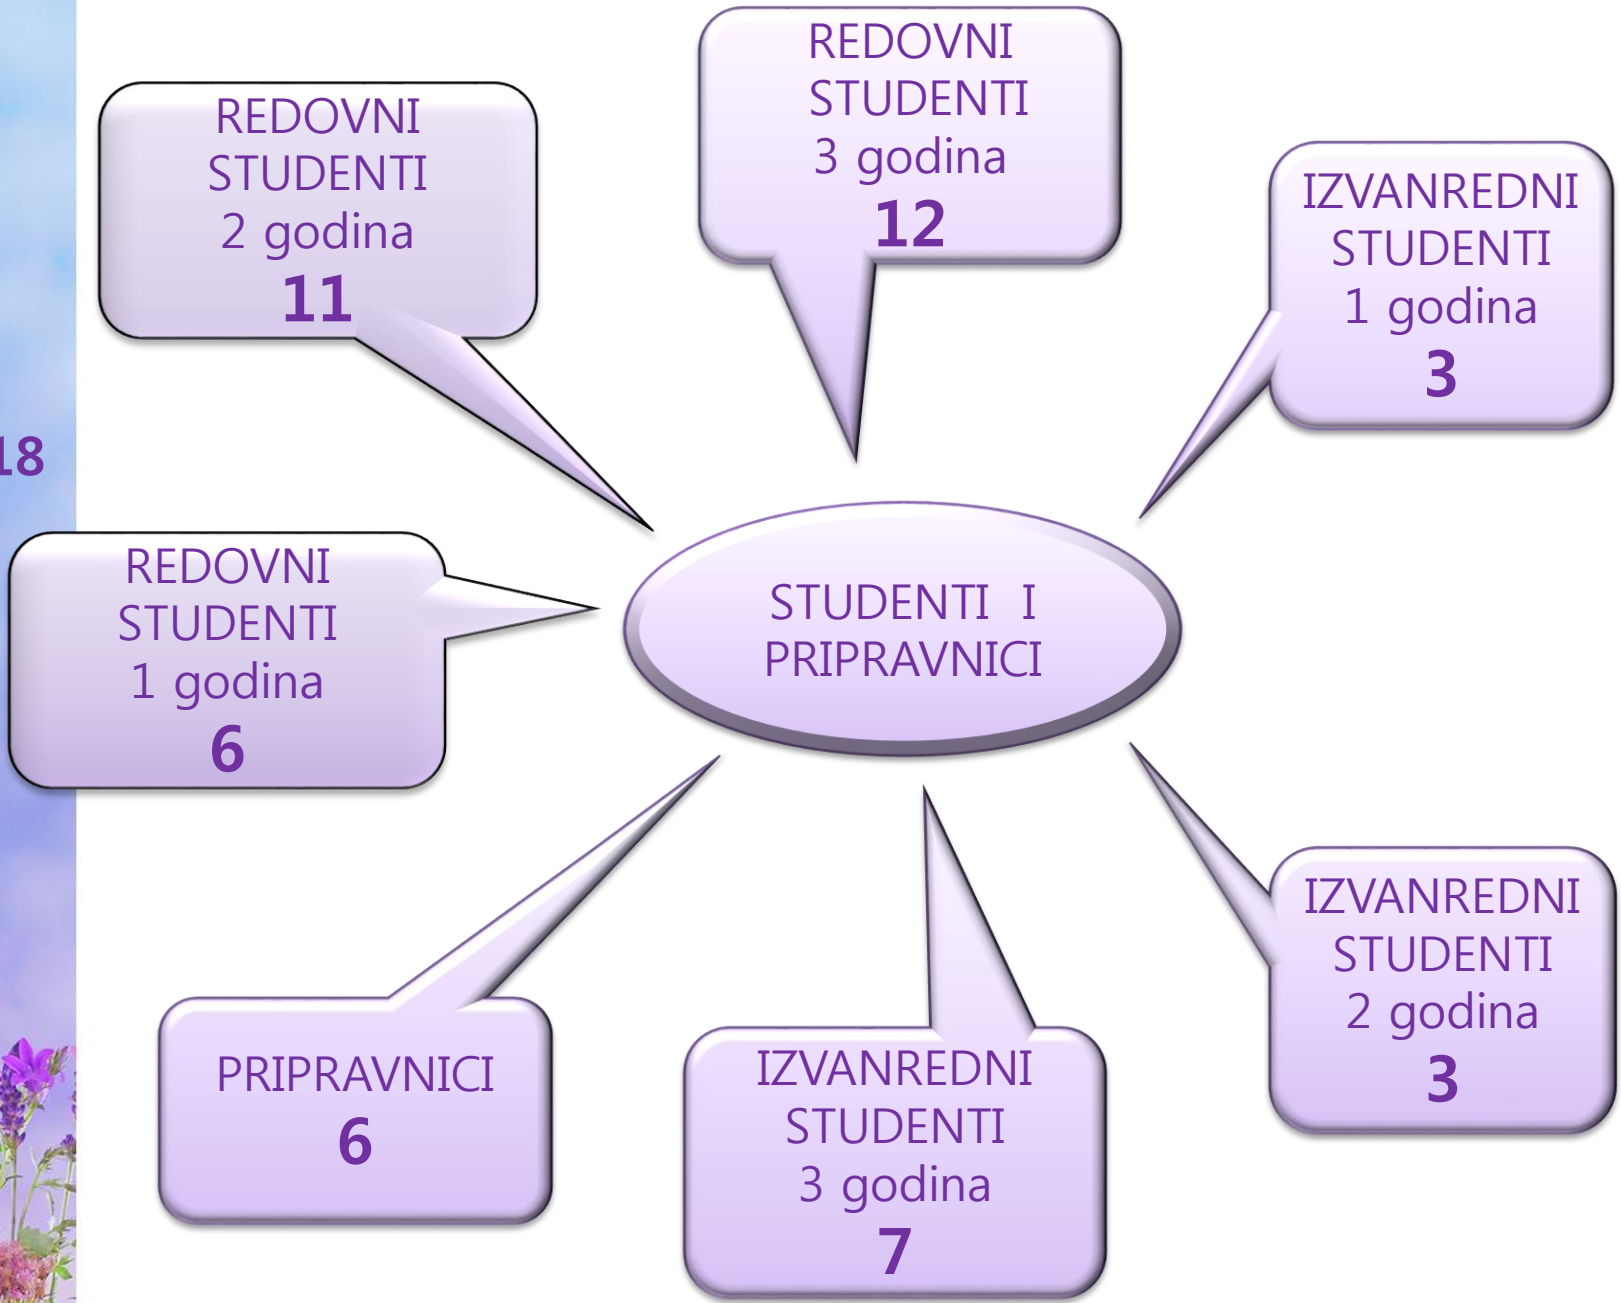 REDOVNI
STUDENTI
3 godina
12
REDOVNI
STUDENTI
2 godina
11
IZVANREDNI
STUDENTI
1 godina
3
18
REDOVNI
STUDENTI
1 godina
6
STUDENTI I
PRIPRAVNICI
IZVANREDNI
STUDENTI
2 godina
3
PRIPRAVNICI
6
IZVANREDNI
STUDENTI
3 godina
7